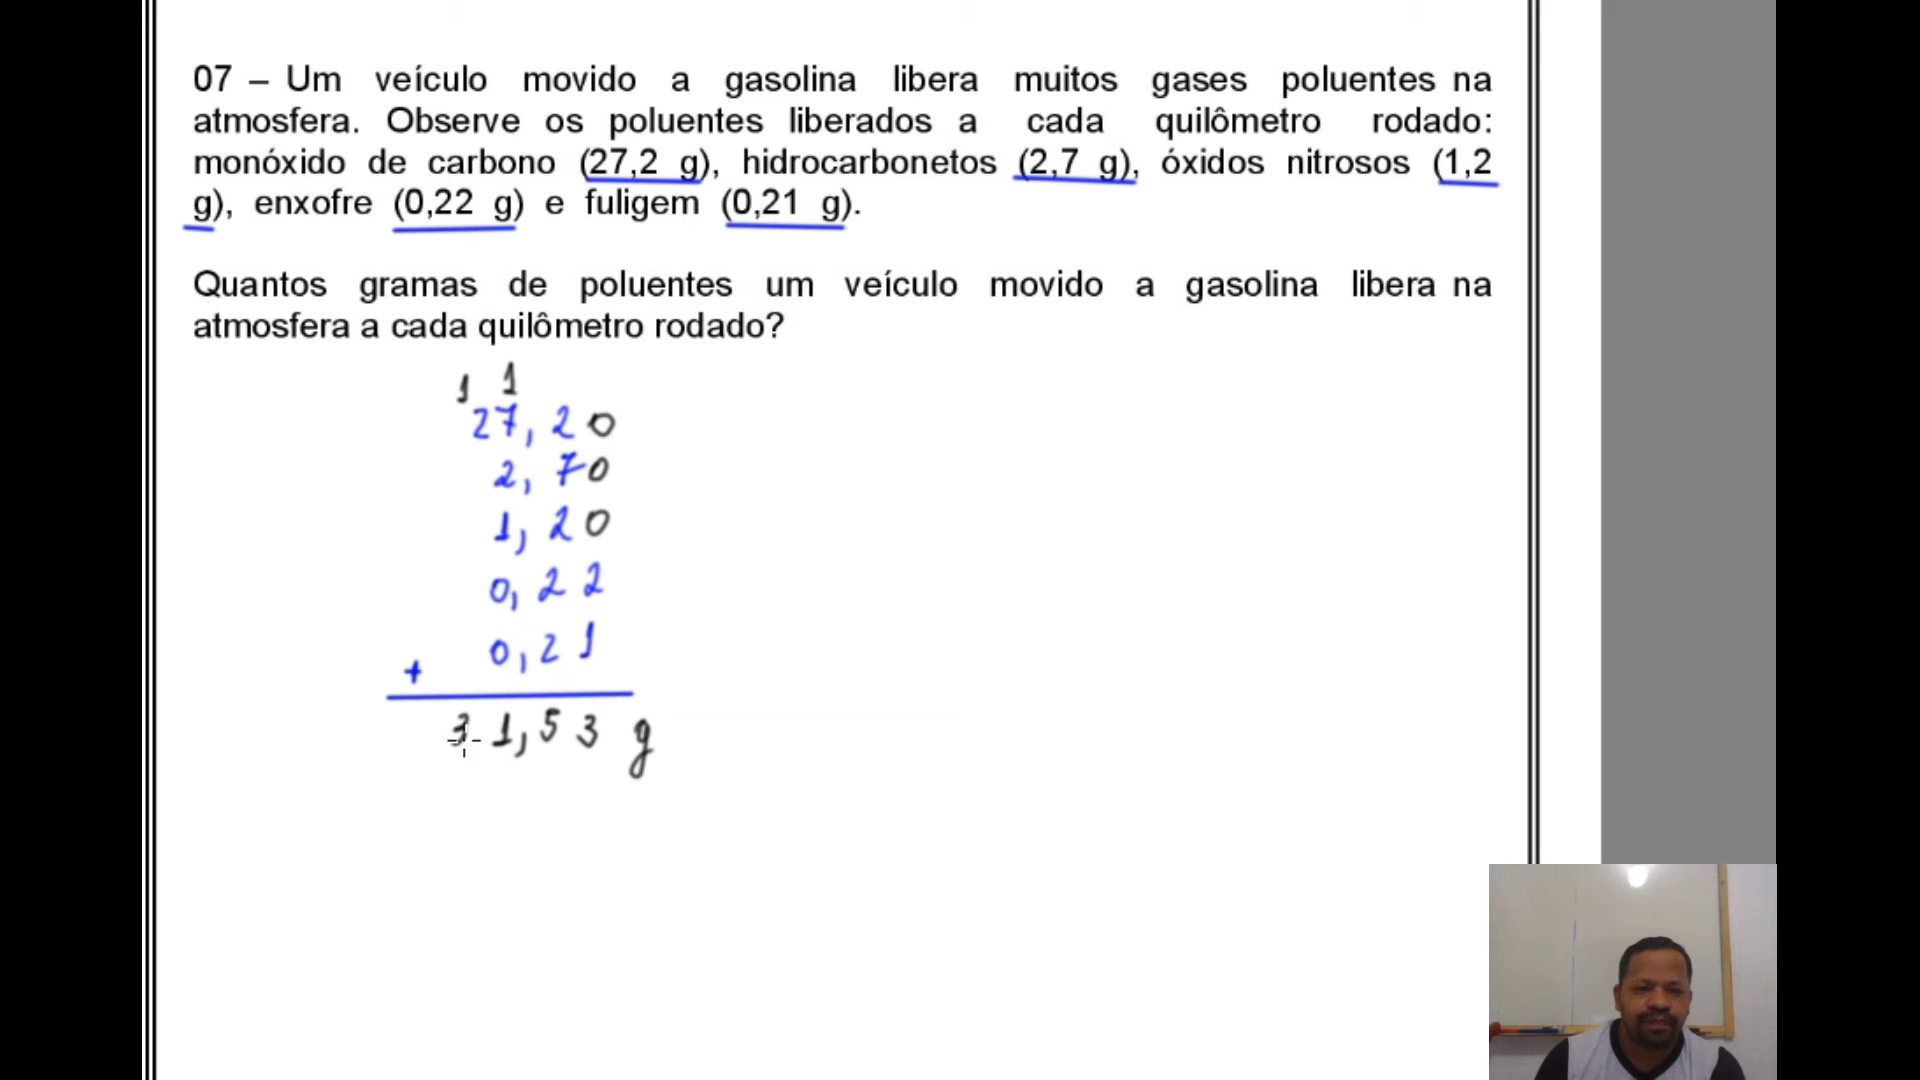 07 – Um veículo movido a gasolina libera muitos gases poluentes na
atmosfera. Observe os poluentes liberados a cada quilômetro rodado:
monóxido de carbono (27,2 g), hidrocarbonetos (2,7 g), óxidos nitrosos (1,2
g), enxofre (0,22 g) e fuligem (0,21 g).
Quantos gramas de poluentes um veículo movido a gasolina libera na
atmosfera a cada quilômetro rodado?
1 1
27,20
2,70
1,20
0,22
+ 0,21
31,53 g